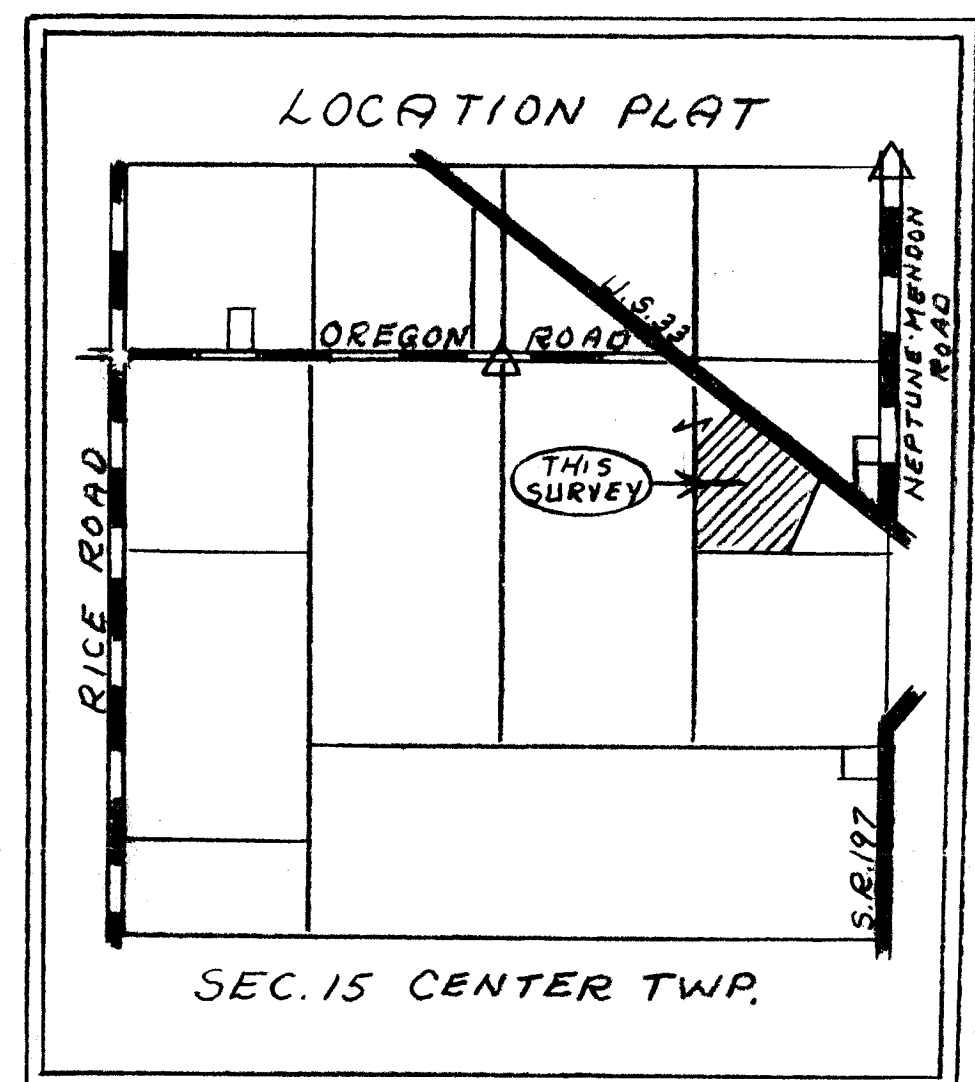 LOCATION PLAT
U.S.33
NEPTUNE-MENDON
ROAD
OREGON ROAD
THIS
SURVEY
RICE ROAD
S.R.197
SEC.15 CENTER TWP.